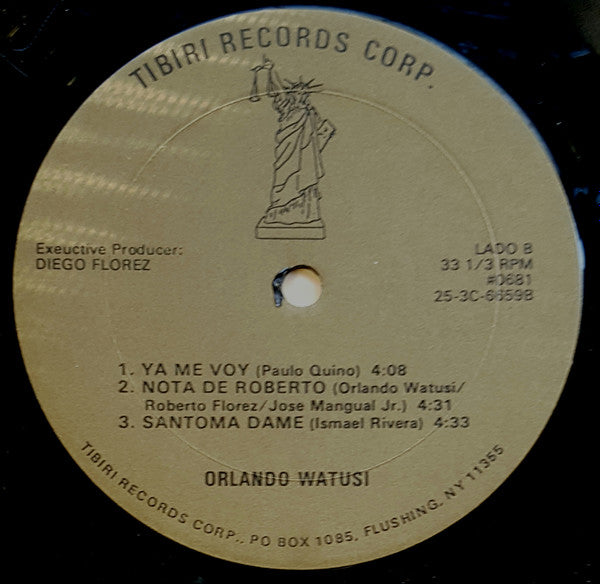 TIBIRI RECORDS CORP.
Exeuctive Producer:
DIEGO FLOREZ
LADO B
33 1/3 RPM
#0681
25-3C-6659B
1. YA ME VOY (Paulo Quino) 4:08
2. NOTA DE ROBERTO (Orlando Watusi/
Roberto Florez/Jose Mangual Jr.) 4:31
3. SANTOMA DAME (Ismael Rivera) 4:33
ORLANDO WATUSI
TIBIRI RECORDS CORP., PO BOX 1085, FLUSHING, NY 11355